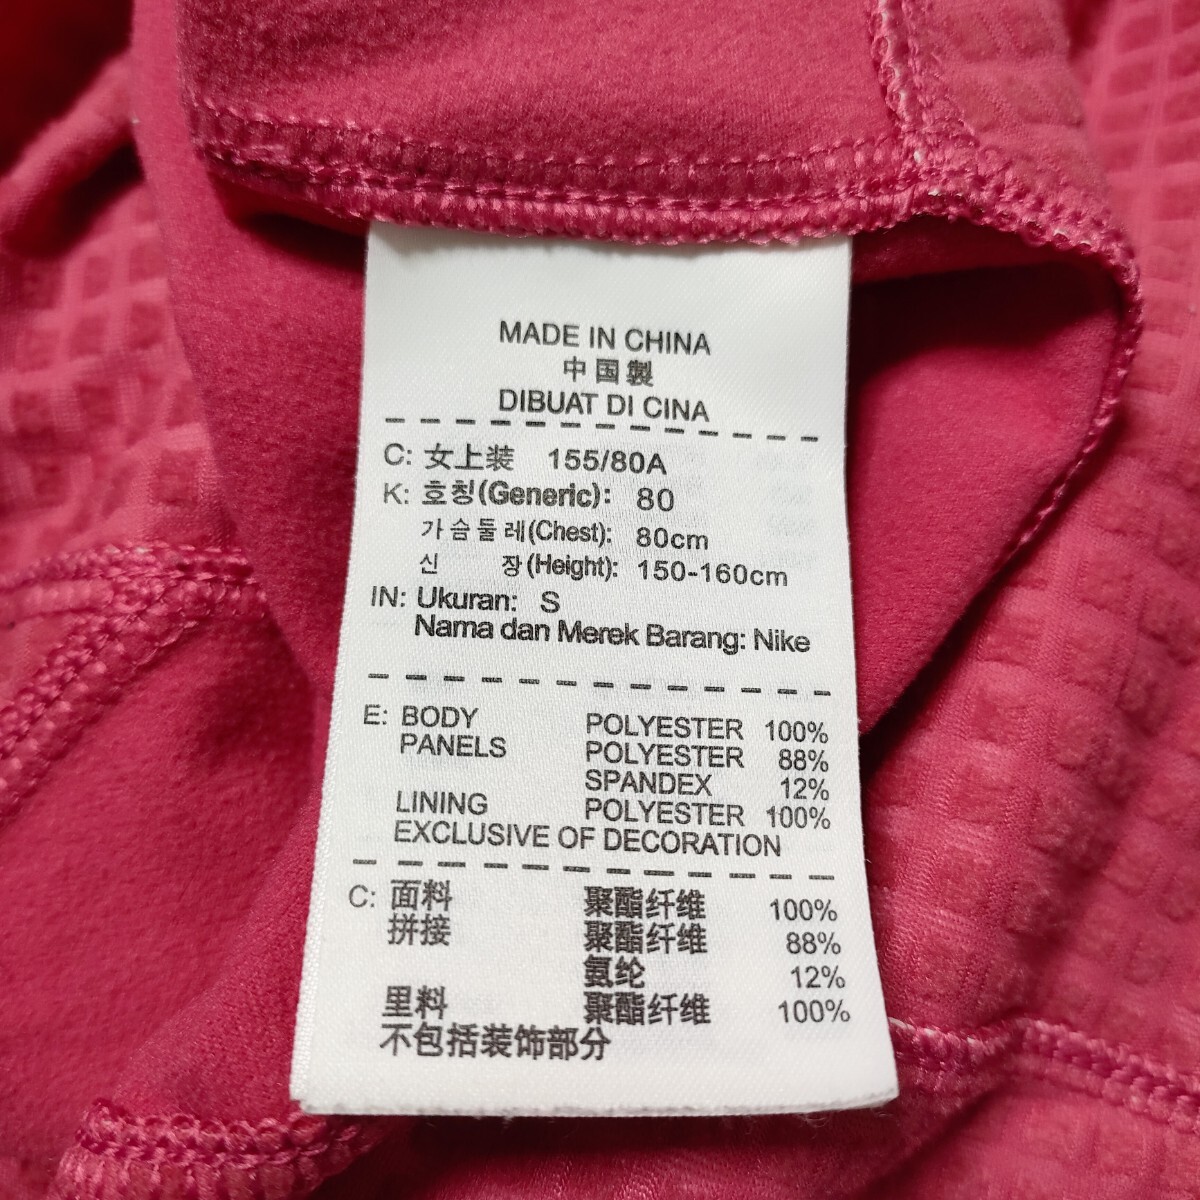 MADE IN CHINA
中国製
DIBUAT DI CINA
C: 女上装 155/80A
K: 호칭(Generic): 80
가슴둘레(Chest): 80cm
신 장(Height): 150-160cm
IN: Ukuran: S
Nama dan Merek Barang: Nike
E: BODY POLYESTER 100%
PANELS POLYESTER 88%
SPANDEX 12%
LINING POLYESTER 100%
EXCLUSIVE OF DECORATION
C: 面料 聚酯纤维 100%
拼接 聚酯纤维 88%
氨纶 12%
里料 聚酯纤维 100%
不包括装饰部分